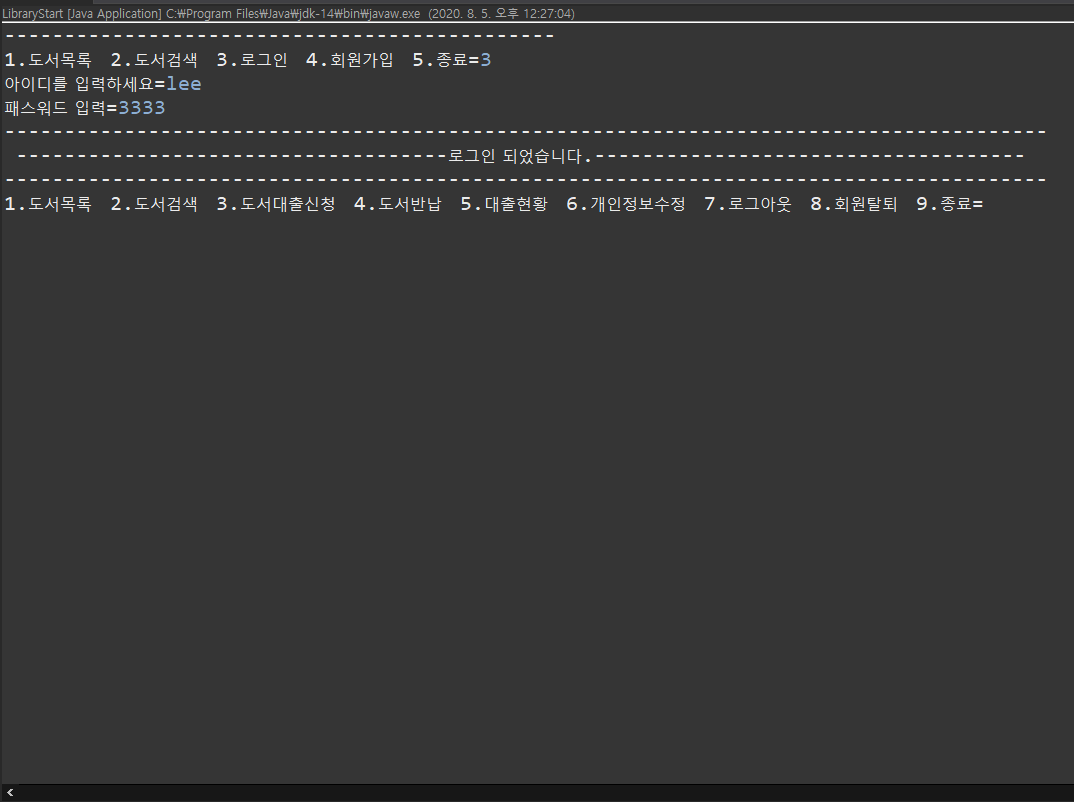 LibraryStart [Java Application] C:₩Program Files₩Java₩jdk-14₩bin₩javaw.exe (2020. 8. 5. 오후 12:27:04)
----------------------------------------------
1.도서목록 2.도서검색 3.로그인 4.회원가입 5.종료=3
아이디를 입력하세요=lee
패스워드 입력=3333
---------------------------------------------------------------------------------------
------------------------------------로그인 되었습니다.------------------------------------
---------------------------------------------------------------------------------------
1.도서목록 2.도서검색 3.도서대출신청 4.도서반납 5.대출현황 6.개인정보수정 7.로그아웃 8.회원탈퇴 9.종료=